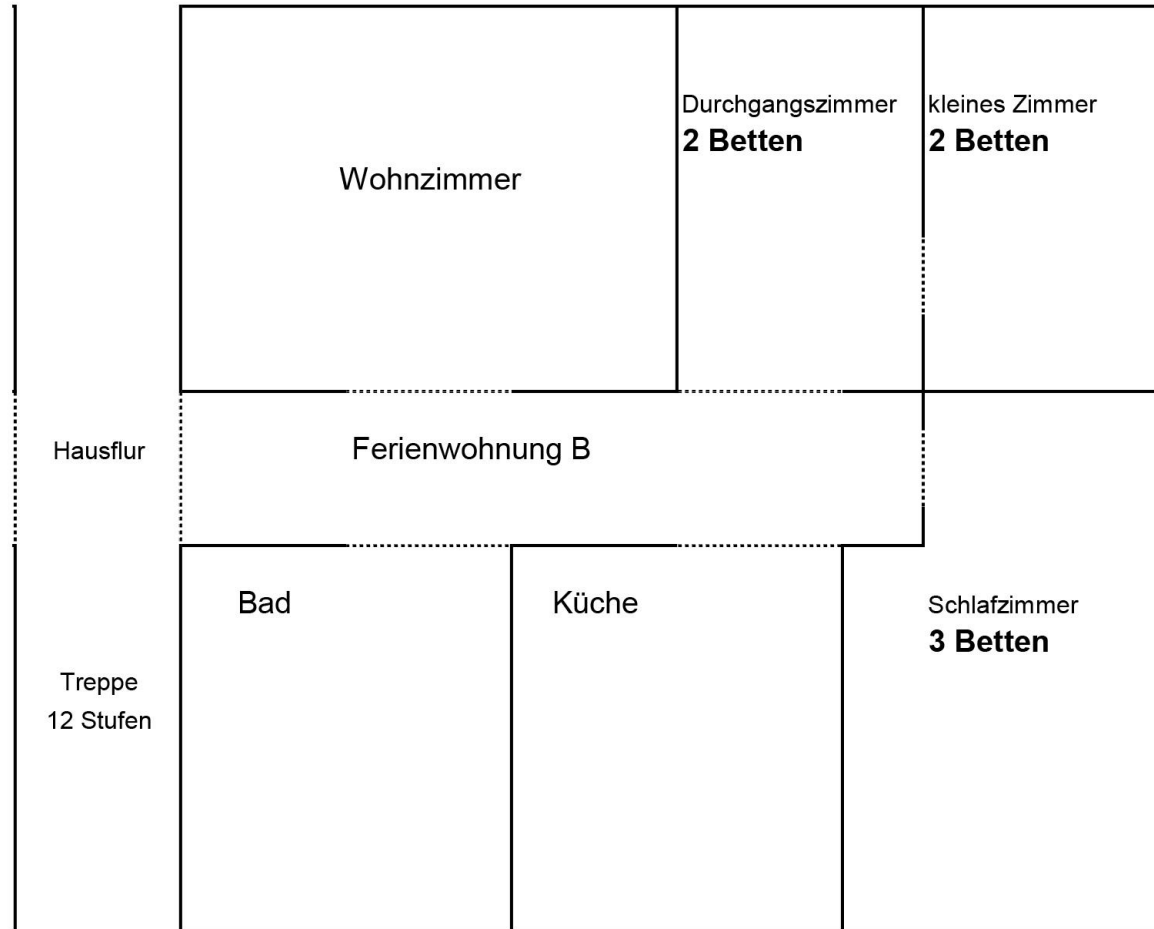 Durchgangszimmer
2 Betten
kleines Zimmer
2 Betten
Wohnzimmer
Hausflur
Ferienwohnung B
Bad
Küche
Schlafzimmer
3 Betten
Treppe
12 Stufen